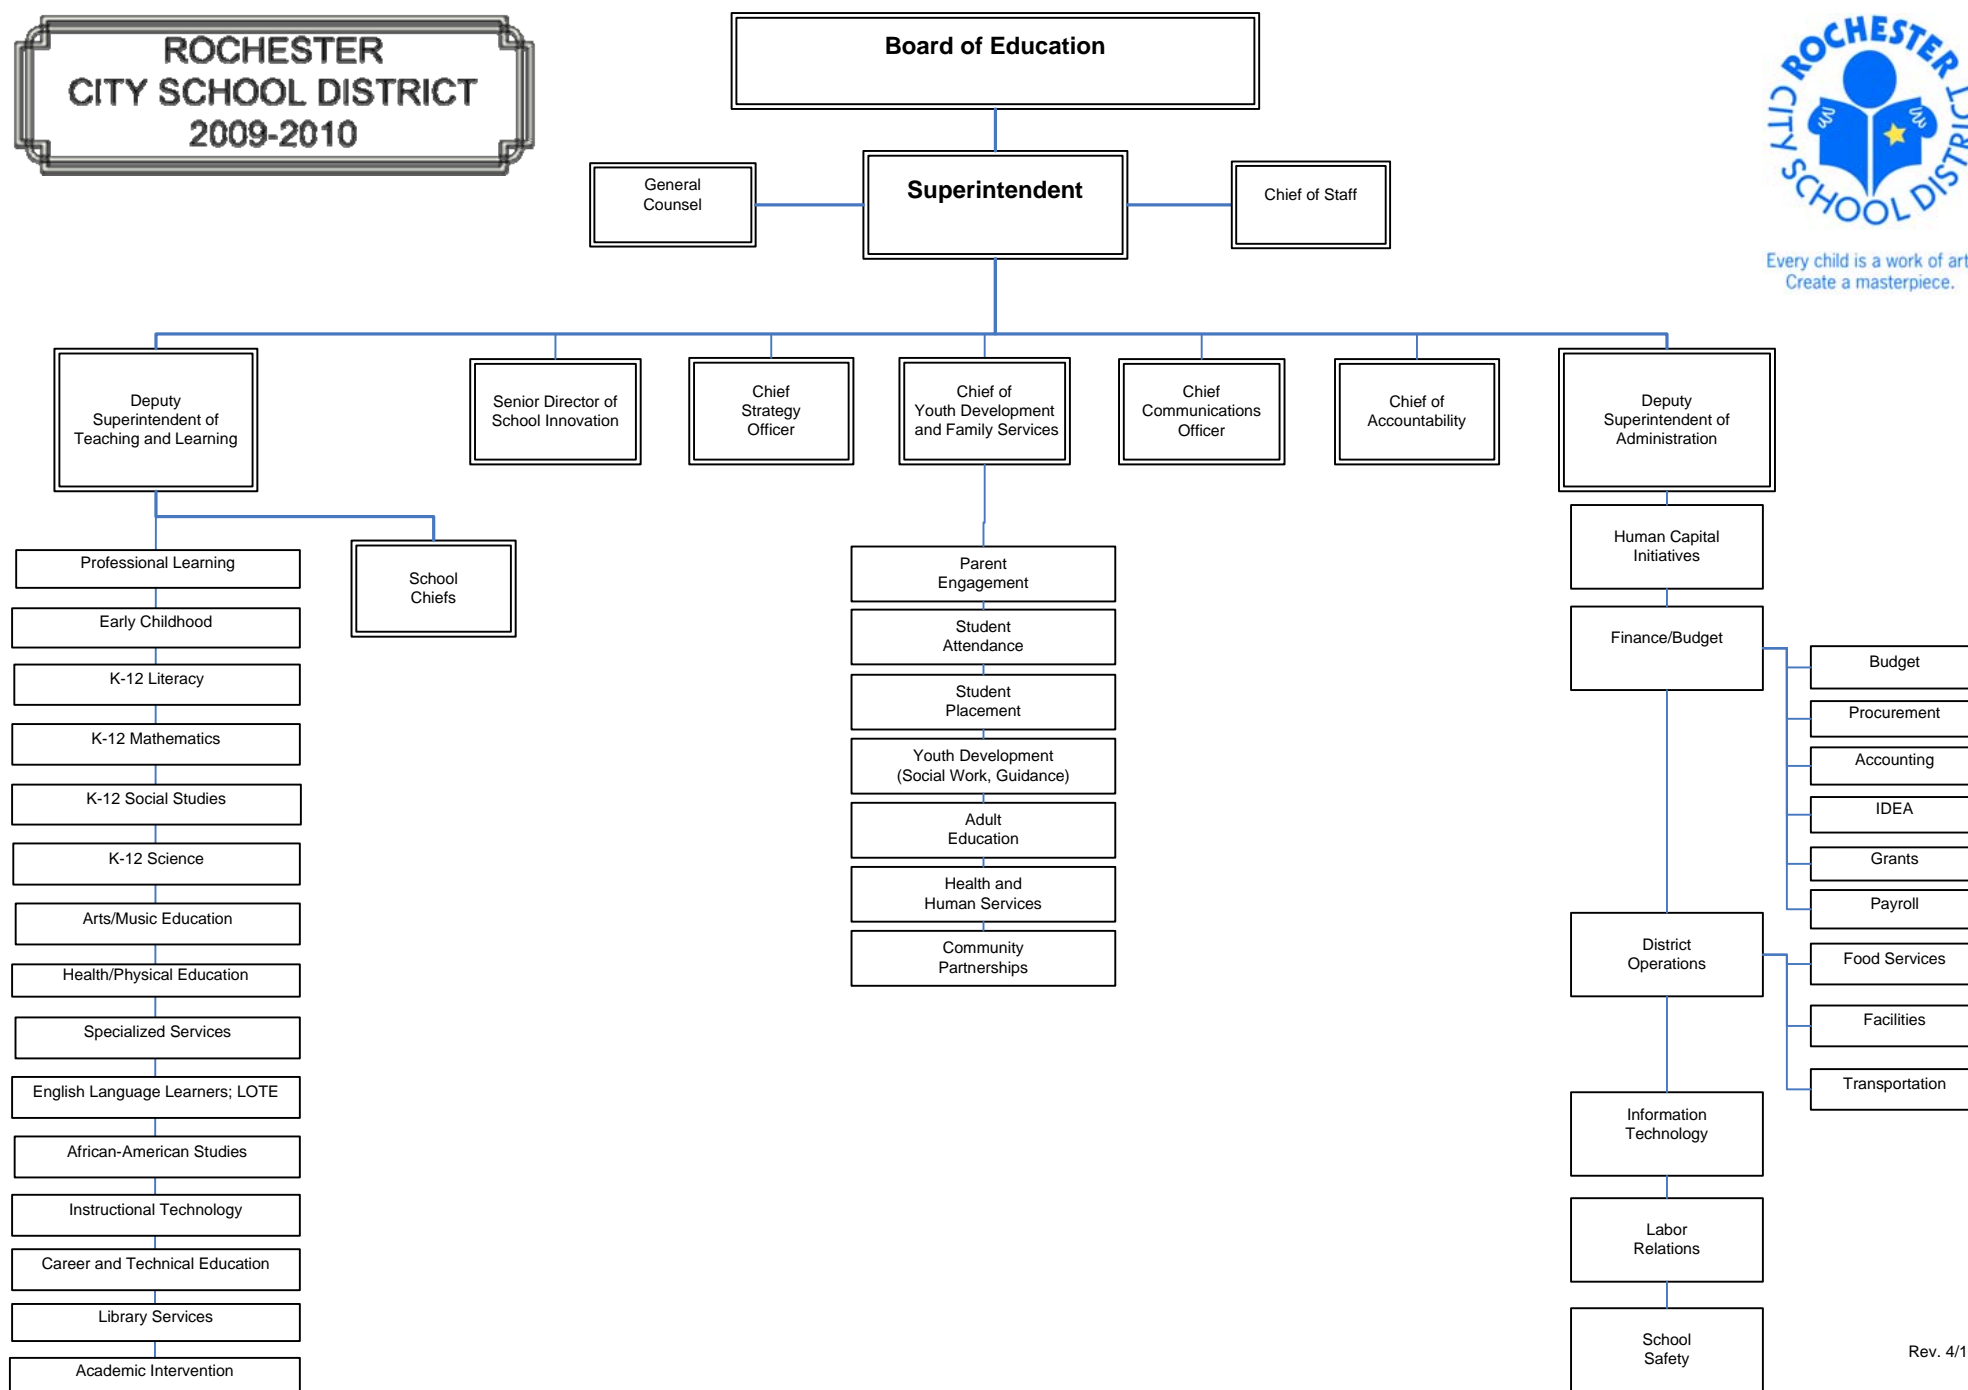 ROCHESTER
CITY SCHOOL DISTRICT
2009-2010
Board of Education
ROCHESTER
CITY SCHOOL DISTRICT
Every child is a work of art
Create a masterpiece.
General
Counsel
Superintendent
Chief of Staff
Deputy
Superintendent of
Teaching and Learning
Senior Director of
School Innovation
Chief
Strategy
Officer
Chief of
Youth Development
and Family Services
Chief
Communications
Officer
Chief of
Accountability
Deputy
Superintendent of
Administration
School
Chiefs
Professional Learning
Early Childhood
K-12 Literacy
K-12 Mathematics
K-12 Social Studies
K-12 Science
Arts/Music Education
Health/Physical Education
Specialized Services
English Language Learners; LOTE
African-American Studies
Instructional Technology
Career and Technical Education
Library Services
Academic Intervention
Parent
Engagement
Student
Attendance
Student
Placement
Youth Development
(Social Work, Guidance)
Adult
Education
Health and
Human Services
Community
Partnerships
Human Capital
Initiatives
Finance/Budget
Budget
Procurement
Accounting
IDEA
Grants
Payroll
District
Operations
Food Services
Facilities
Transportation
Information
Technology
Labor
Relations
School
Safety
Rev. 4/1